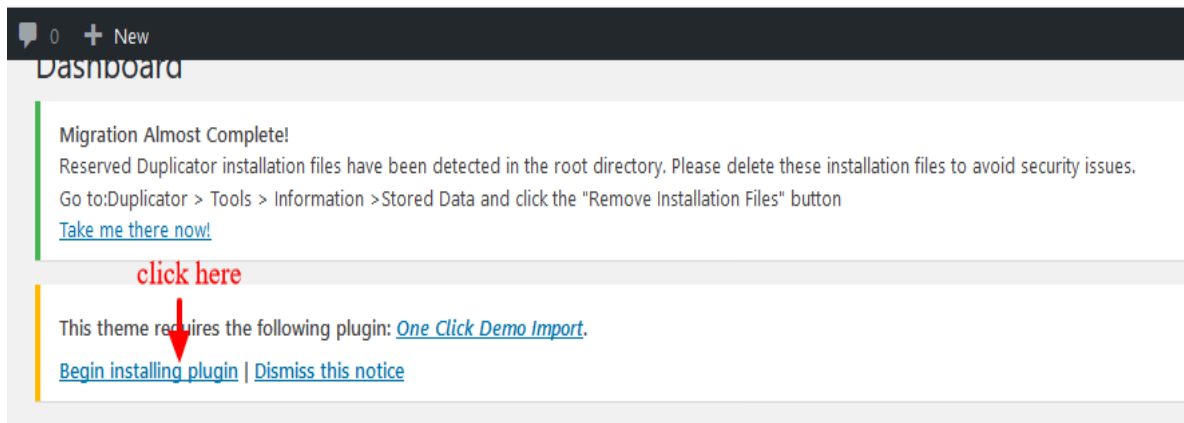 0 + New
Dashboard
Migration Almost Complete!
Reserved Duplicator installation files have been detected in the root directory. Please delete these installation files to avoid security issues.
Go to:Duplicator > Tools > Information >Stored Data and click the "Remove Installation Files" button
Take me there now!
click here
This theme requires the following plugin: One Click Demo Import.
Begin installing plugin | Dismiss this notice